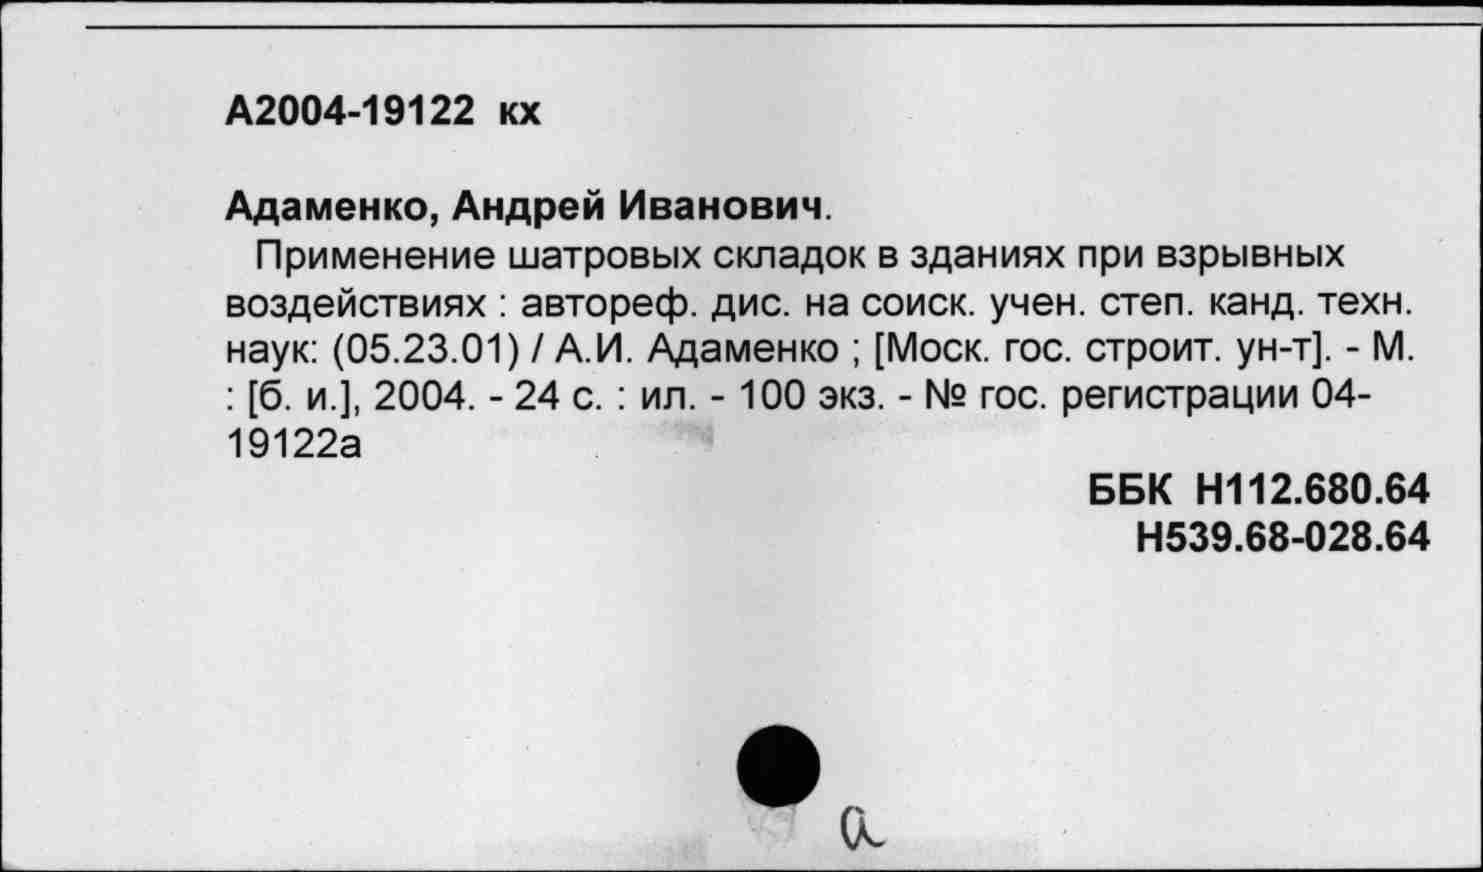 А2004-19122 кх
Адаменко, Андрей Иванович.
Применение шатровых складок в зданиях при взрывных
воздействиях : автореф. дис. на соиск. учен. степ. канд. техн.
наук: (05.23.01) / А.И. Адаменко ; [Моск. гос. строит. ун-т]. - М.
: [б. и.], 2004. - 24 с. : ил. - 100 экз. - № гос. регистрации 04-
19122а
ББК Н112.680.64
Н539.68-028.64
а